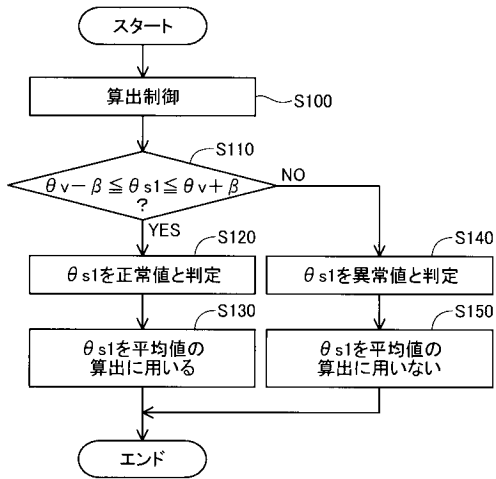 スタート
算出制御
S100
S110
θv－β≦θs1≦θv＋β
?
NO
YES
S120
θs1を正常値と判定
S140
θs1を異常値と判定
S130
θs1を平均値の
算出に用いる
S150
θs1を平均値の
算出に用いない
エンド